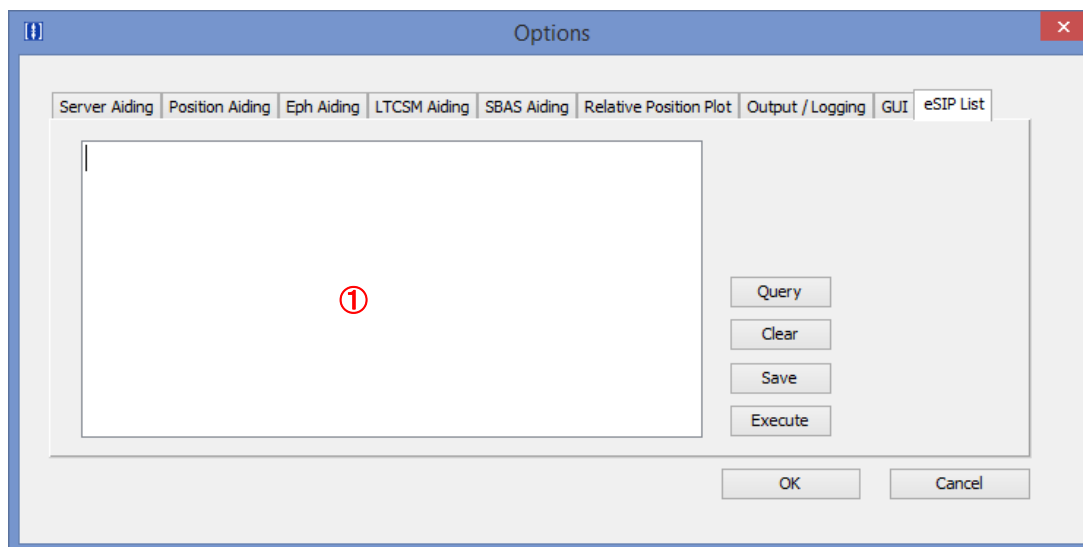 Options
Server Aiding Position Aiding Eph Aiding LTCSM Aiding SBAS Aiding Relative Position Plot Output / Logging GUI eSIP List
①
Query
Clear
Save
Execute
OK Cancel